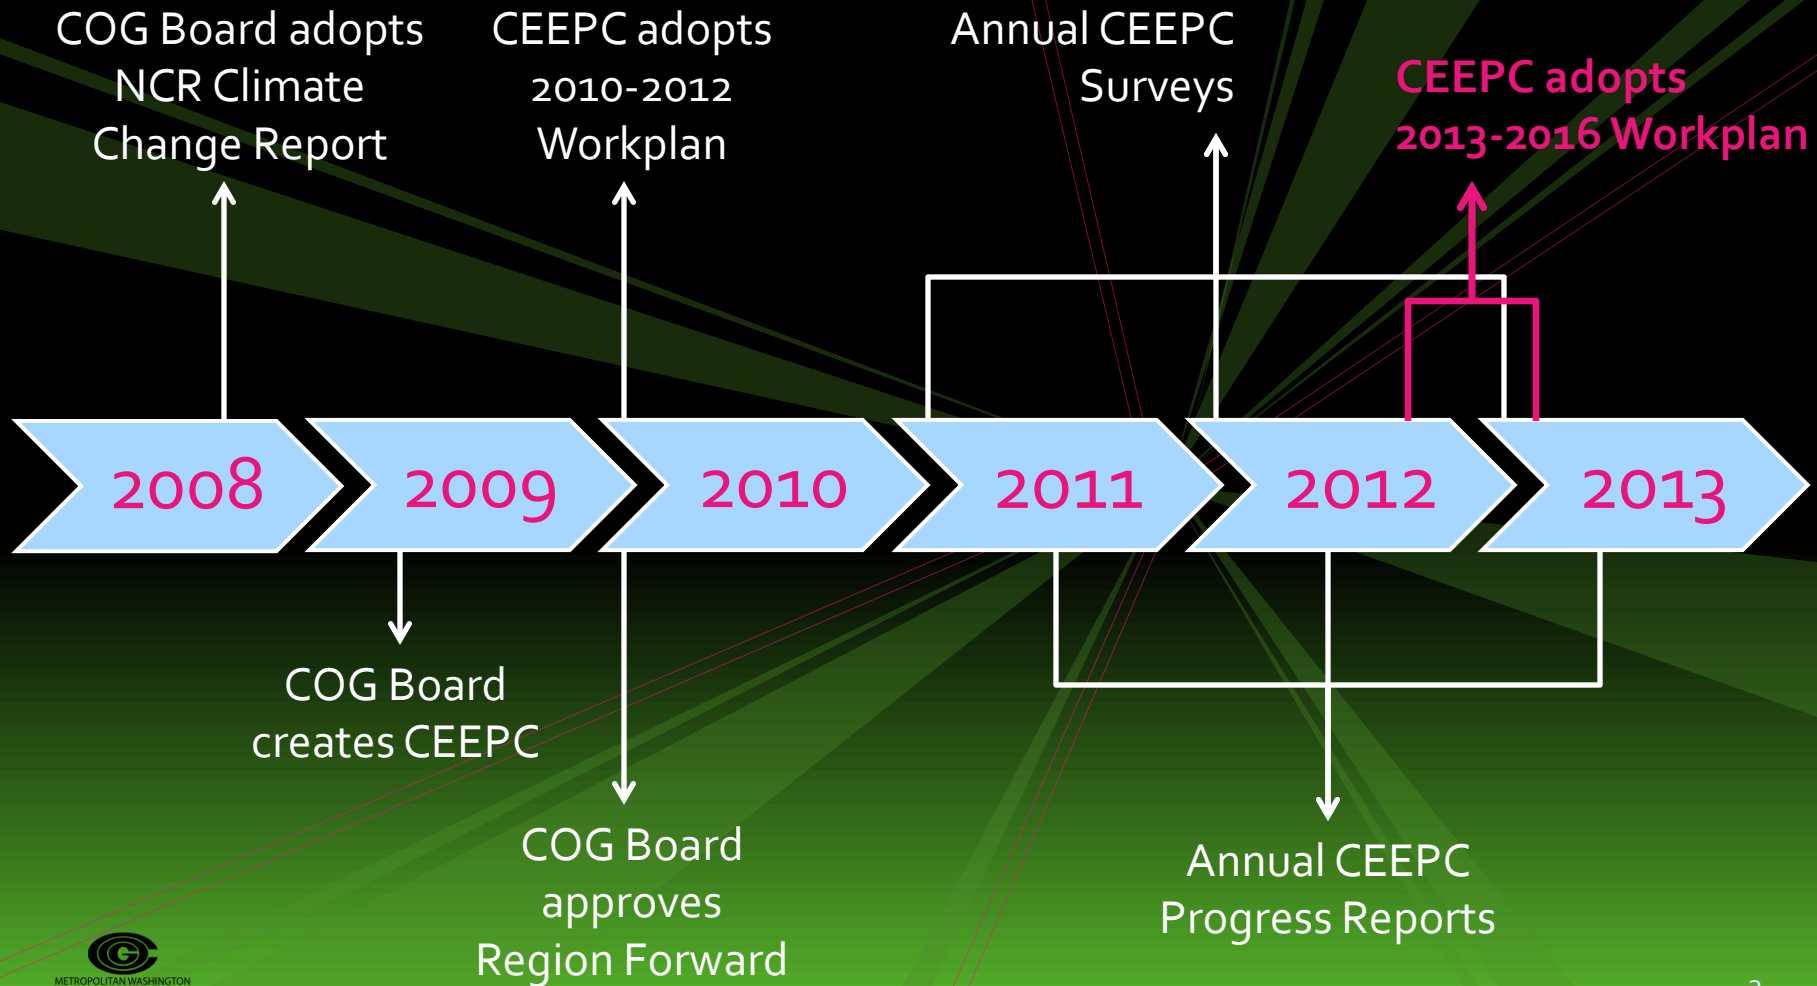 COG Board adopts
NCR Climate
Change Report
CEEPC adopts
2010-2012
Workplan
Annual CEEPC
Surveys
CEEPC adopts
2013-2016 Workplan
2008
2009
2010
2011
2012
2013
COG Board
creates CEEPC
COG Board
approves
Region Forward
Annual CEEPC
Progress Reports
METROPOLITAN WASHINGTON